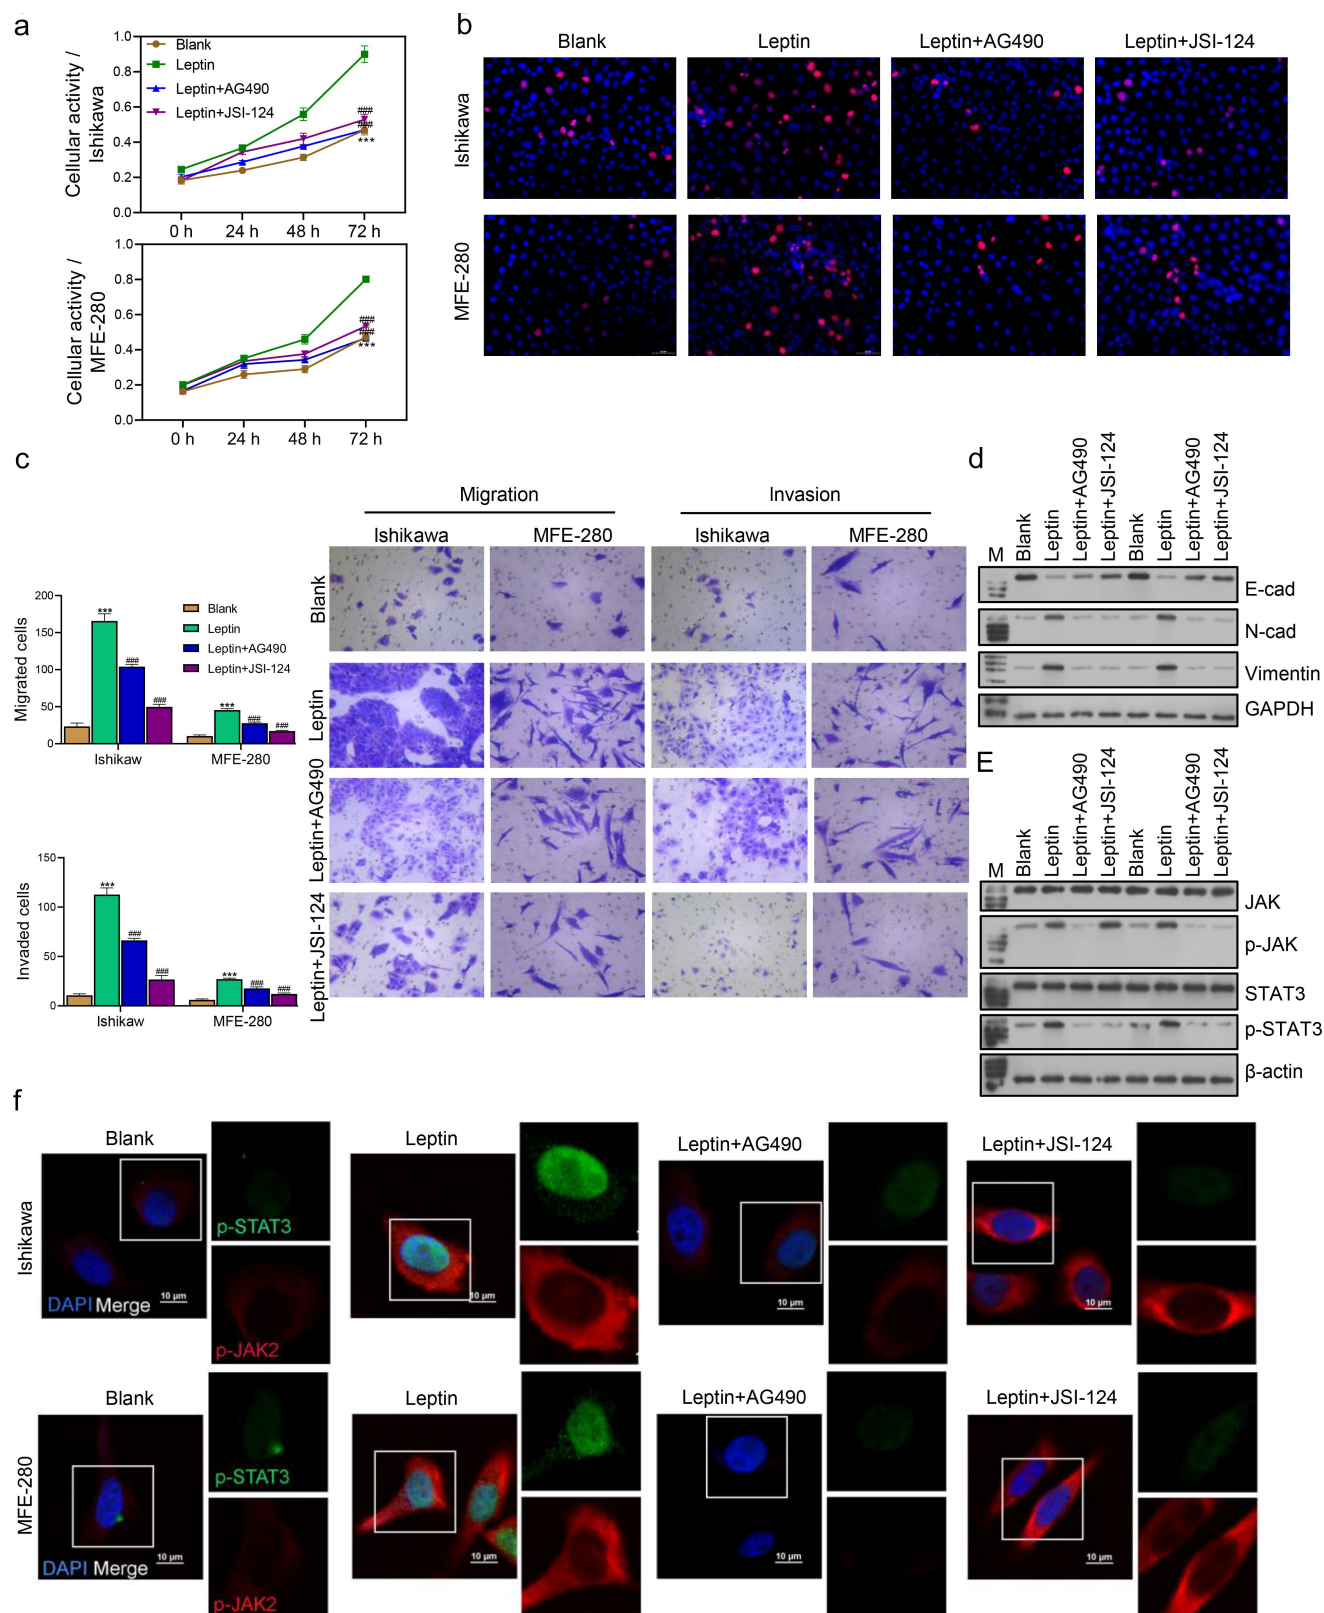 a
Cellular activity /
Ishikawa
1.0
0.8
0.6
0.4
0.2
0.0
Blank
Leptin
Leptin+AG490
Leptin+JSI-124
###
###
***
0 h
24 h
48 h
72 h
Cellular activity /
MFE-280
1.0
0.8
0.6
0.4
0.2
0.0
###
###
***
0 h
24 h
48 h
72 h
b
Blank
Leptin
Leptin+AG490
Leptin+JSI-124
Ishikawa
MFE-280
c
Migrated cells
200
150
100
50
0
***
###
###
***
###
###
Blank
Leptin
Leptin+AG490
Leptin+JSI-124
Ishikaw
MFE-280
Invaded cells
150
100
50
0
***
###
###
***
###
###
Ishikaw
MFE-280
Migration
Invasion
Ishikawa
MFE-280
Ishikawa
MFE-280
Blank
Leptin
Leptin+AG490
Leptin+JSI-124
d
M
Blank
Leptin
Leptin+AG490
Leptin+JSI-124
Blank
Leptin
Leptin+AG490
Leptin+JSI-124
E-cad
N-cad
Vimentin
GAPDH
E
M
Blank
Leptin
Leptin+AG490
Leptin+JSI-124
Blank
Leptin
Leptin+AG490
Leptin+JSI-124
JAK
p-JAK
STAT3
p-STAT3
β-actin
f
Blank
Leptin
Leptin+AG490
Leptin+JSI-124
Ishikawa
p-STAT3
p-JAK2
DAPI Merge
10 μm
10 μm
10 μm
10 μm
Blank
Leptin
Leptin+AG490
Leptin+JSI-124
MFE-280
p-STAT3
p-JAK2
DAPI Merge
10 μm
10 μm
10 μm
10 μm